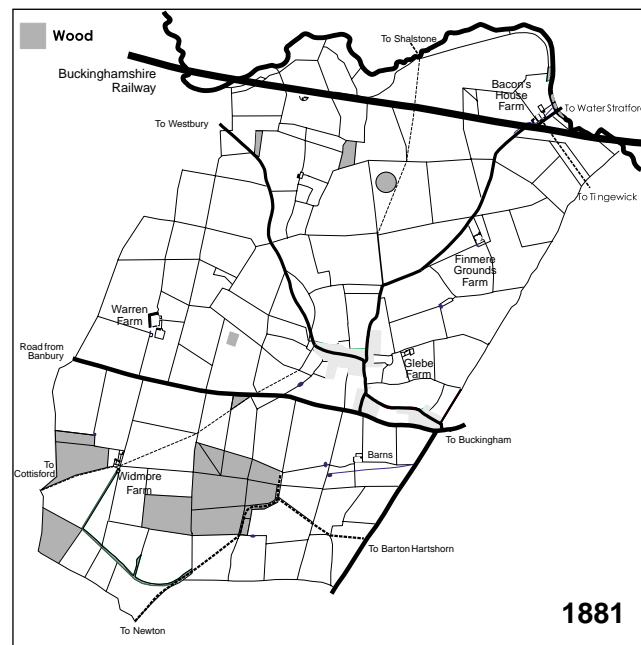 Wood
To Shalstone
Buckinghamshire
Railway
Bacon's
House
Farm
To Water Stratford
To Westbury
To Tingewick
Finmere
Grounds
Farm
Warren
Farm
Road from
Banbury
Glebe
Farm
To Buckingham
To
Cottisford
Barns
Widmore
Farm
To Barton Hartshorn
To Newton
1881